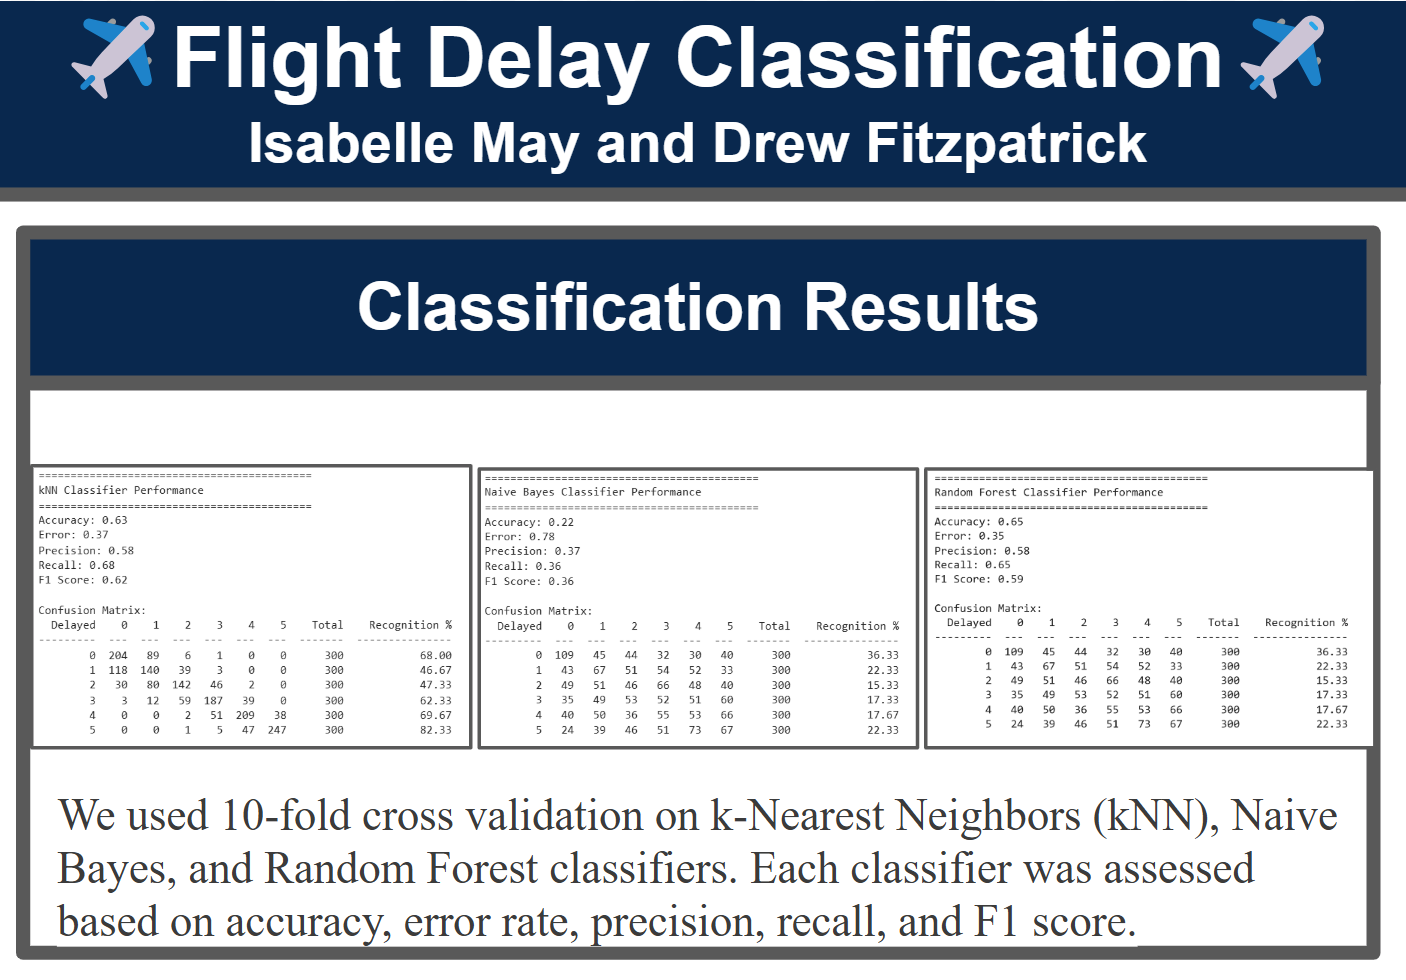 Flight Delay Classification
Isabelle May and Drew Fitzpatrick
Classification Results
===========================================
kNN Classifier Performance
===========================================
Accuracy: 0.63
Error: 0.37
Precision: 0.58
Recall: 0.68
F1 Score: 0.62
Confusion Matrix:
Delayed 0 1 2 3 4 5 Total Recognition %
--------- --- --- --- --- --- --- ------- ---------------
0 204 89 6 1 0 0 300 68.00
1 118 140 39 3 0 0 300 46.67
2 30 80 142 46 2 0 300 47.33
3 3 12 59 187 39 0 300 62.33
4 0 0 2 51 209 38 300 69.67
5 0 0 1 5 47 247 300 82.33
===========================================
Naive Bayes Classifier Performance
===========================================
Accuracy: 0.22
Error: 0.78
Precision: 0.37
Recall: 0.36
F1 Score: 0.36
Confusion Matrix:
Delayed 0 1 2 3 4 5 Total Recognition %
--------- --- --- --- --- --- --- ------- ---------------
0 109 45 44 32 30 40 300 36.33
1 43 67 51 54 52 33 300 22.33
2 49 51 46 66 48 40 300 15.33
3 35 49 53 52 51 60 300 17.33
4 40 50 36 55 53 66 300 17.67
5 24 39 46 51 73 67 300 22.33
===========================================
Random Forest Classifier Performance
===========================================
Accuracy: 0.65
Error: 0.35
Precision: 0.58
Recall: 0.65
F1 Score: 0.59
Confusion Matrix:
Delayed 0 1 2 3 4 5 Total Recognition %
--------- --- --- --- --- --- --- ------- ---------------
0 109 45 44 32 30 40 300 36.33
1 43 67 51 54 52 33 300 22.33
2 49 51 46 66 48 40 300 15.33
3 35 49 53 52 51 60 300 17.33
4 40 50 36 55 53 66 300 17.67
5 24 39 46 51 73 67 300 22.33
We used 10-fold cross validation on k-Nearest Neighbors (kNN), Naive
Bayes, and Random Forest classifiers. Each classifier was assessed
based on accuracy, error rate, precision, recall, and F1 score.